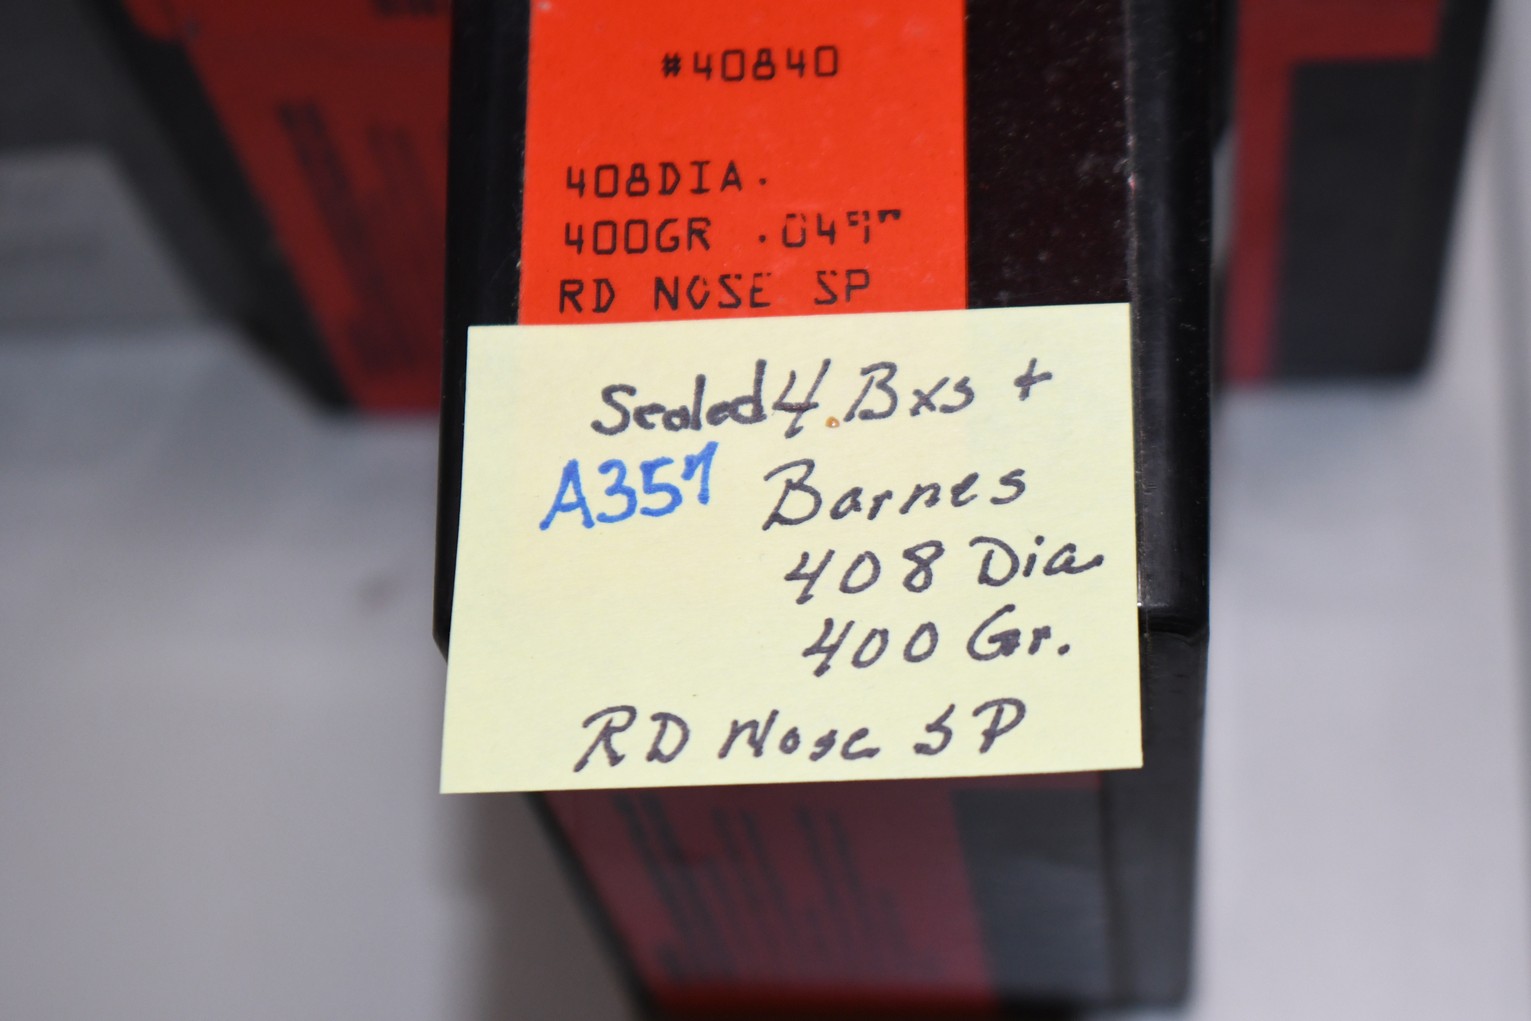 #40840
408DIA.
400GR .049"
RD NOSE SP
Sealed 4 Bxs +
A357 Barnes
408 Dia.
400 Gr.
RD Nose SP